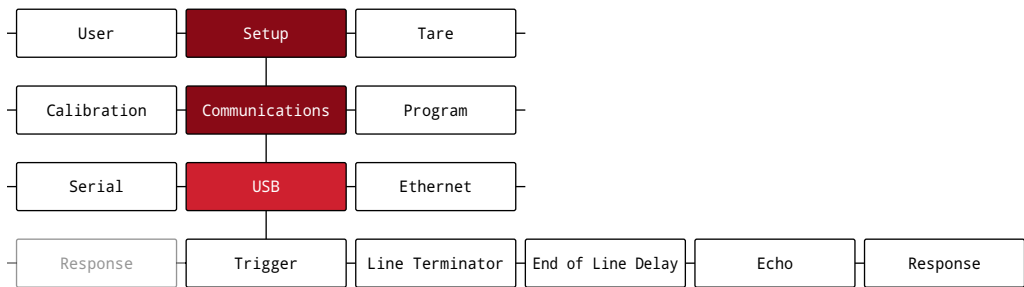 User Setup Tare
Calibration Communications Program
Serial USB Ethernet
Response Trigger Line Terminator End of Line Delay Echo Response